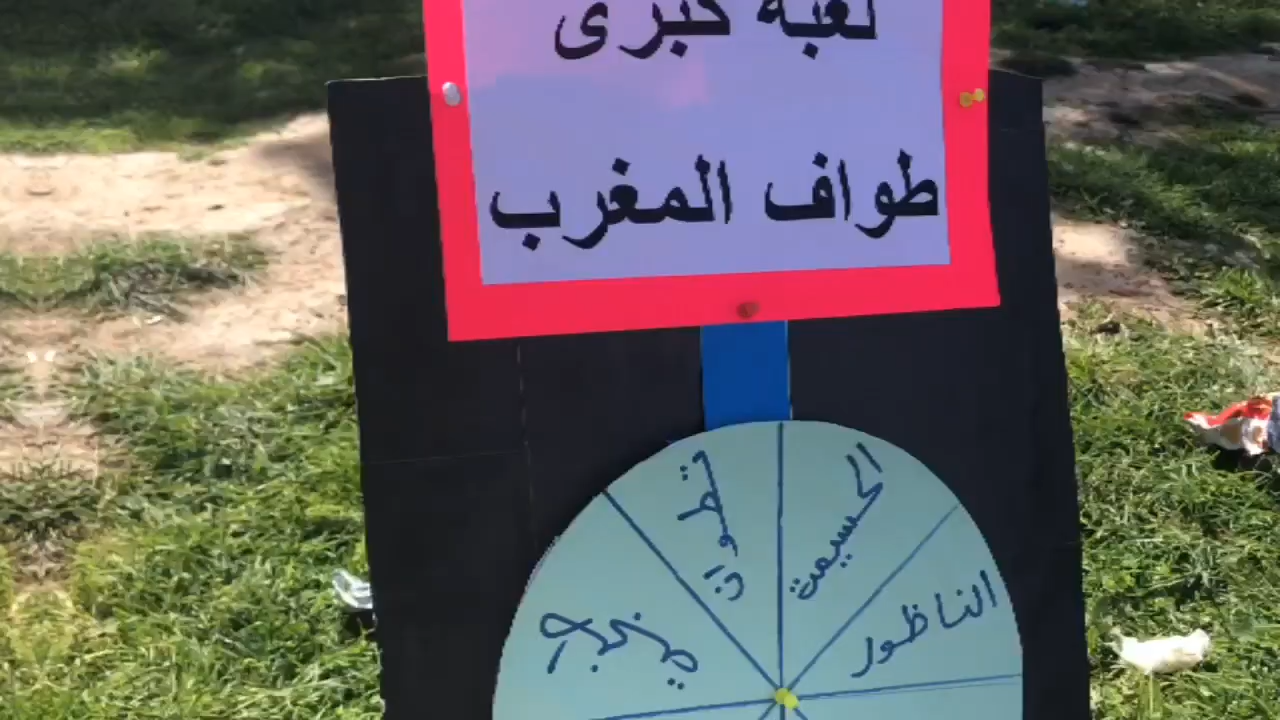 لعبة كبرى
طواف المغرب
تطوان
الحسيمة
طنجة
الناظور